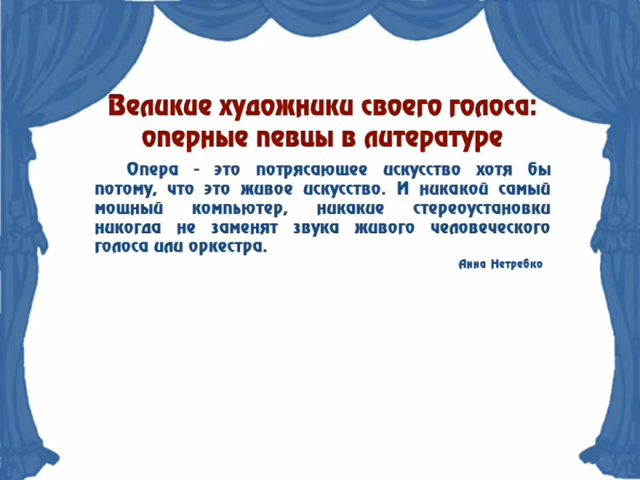 Великие художники своего голоса:
оперные певцы в литературе
Опера - это потрясающее искусство хотя бы
потому, что это живое искусство. И никакой самый
мощный компьютер, никакие стереоустановки
никогда не заменят звука живого человеческого
голоса или оркестра.
Анна Нетребко